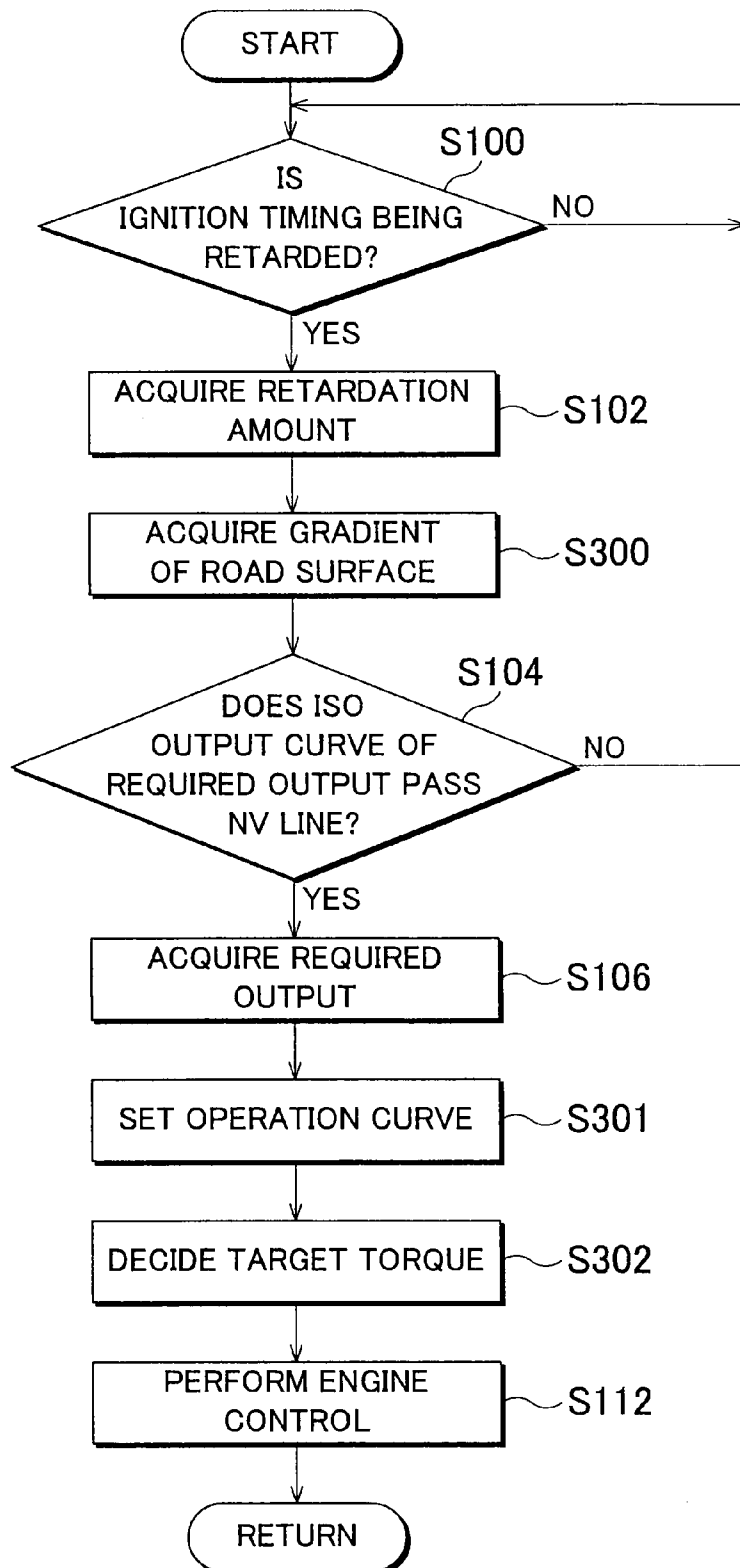 START
S100
IS
IGNITION TIMING BEING
RETARDED?
NO
YES
ACQUIRE RETARDATION
AMOUNT
S102
ACQUIRE GRADIENT
OF ROAD SURFACE
S300
S104
DOES ISO
OUTPUT CURVE OF
REQUIRED OUTPUT PASS
NV LINE?
NO
YES
ACQUIRE REQUIRED
OUTPUT
S106
SET OPERATION CURVE
S301
DECIDE TARGET TORQUE
S302
PERFORM ENGINE
CONTROL
S112
RETURN